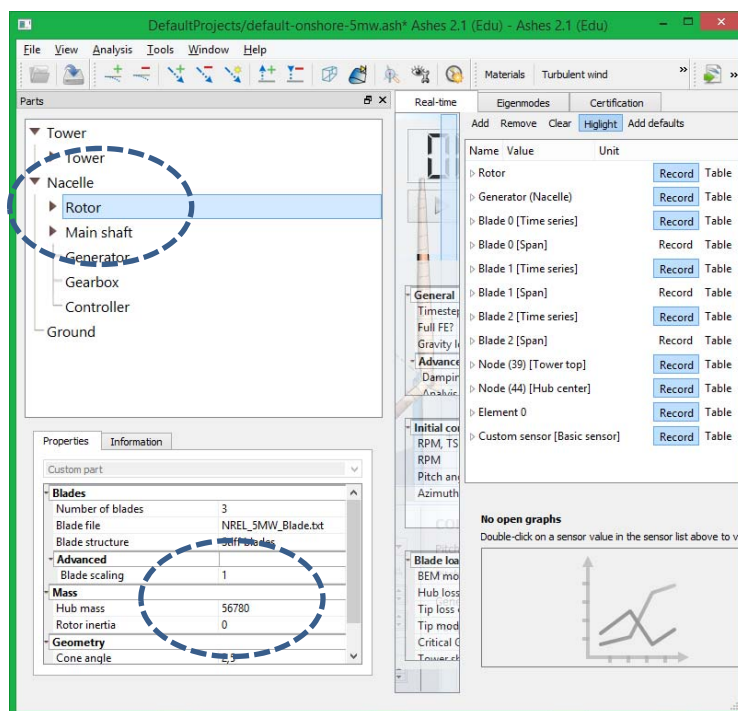 DefaultProjects/default-onshore-5mw.ash* Ashes 2.1 (Edu) - Ashes 2.1 (Edu)
File View Analysis Tools Window Help
Materials Turbulent wind » »
Parts
Tower
Tower
Nacelle
Rotor
Main shaft
Generator
Gearbox
Controller
Ground
Properties Information
Custom part
Blades
Number of blades 3
Blade file NREL_5MW_Blade.txt
Blade structure Stiff blades
Advanced
Blade scaling 1
Mass
Hub mass 56780
Rotor inertia 0
Geometry
Cone angle 2,5
Real-time Eigenmodes Certification
General
Timestep
Full FE?
Gravity
Advance
Dampin
Analysis
Initial con
RPM, TS
RPM
Pitch an
Azimuth
Blade loa
BEM mo
Hub loss
Tip loss
Tip mod
Critical
Tower sh
Add Remove Clear Higlight Add defaults
Name Value Unit
Rotor Record Table
Generator (Nacelle) Record Table
Blade 0 [Time series] Record Table
Blade 0 [Span] Record Table
Blade 1 [Time series] Record Table
Blade 1 [Span] Record Table
Blade 2 [Time series] Record Table
Blade 2 [Span] Record Table
Node (39) [Tower top] Record Table
Node (44) [Hub center] Record Table
Element 0 Record Table
Custom sensor [Basic sensor] Record Table
No open graphs
Double-click on a sensor value in the sensor list above to v